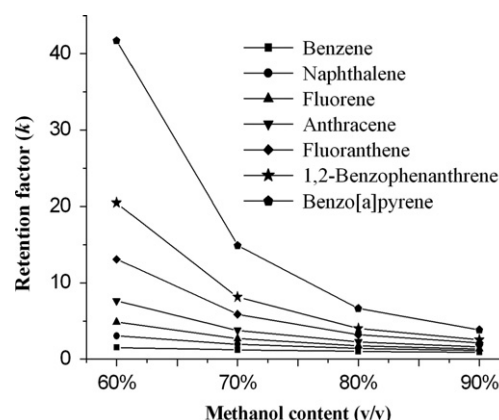 40
30
20
10
0
Retention factor (k)
Benzene
Naphthalene
Fluorene
Anthracene
Fluoranthene
1,2-Benzophenanthrene
Benzo[a]pyrene
60% 70% 80% 90%
Methanol content (v/v)